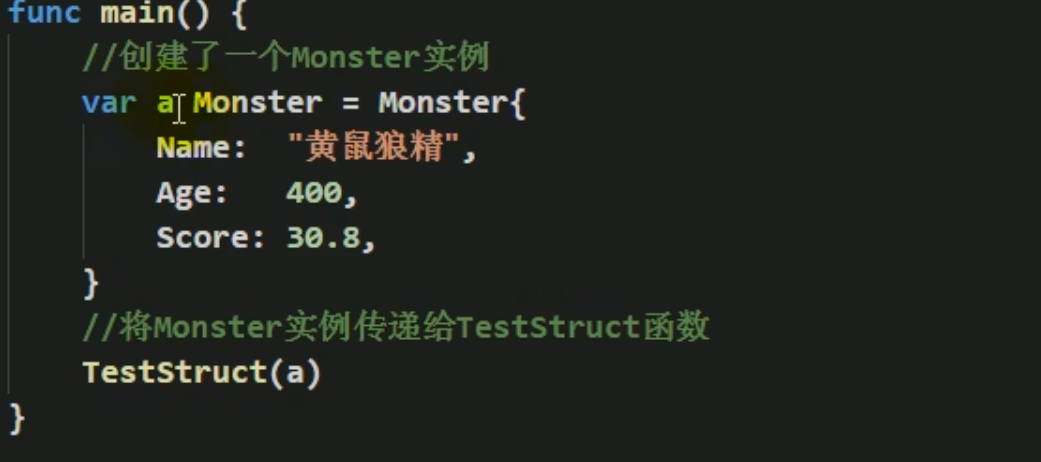 func main() {
//创建了一个Monster实例
var a Monster = Monster{
Name: "黄鼠狼精",
Age: 400,
Score: 30.8,
}
//将Monster实例传递给TestStruct函数
TestStruct(a)
}